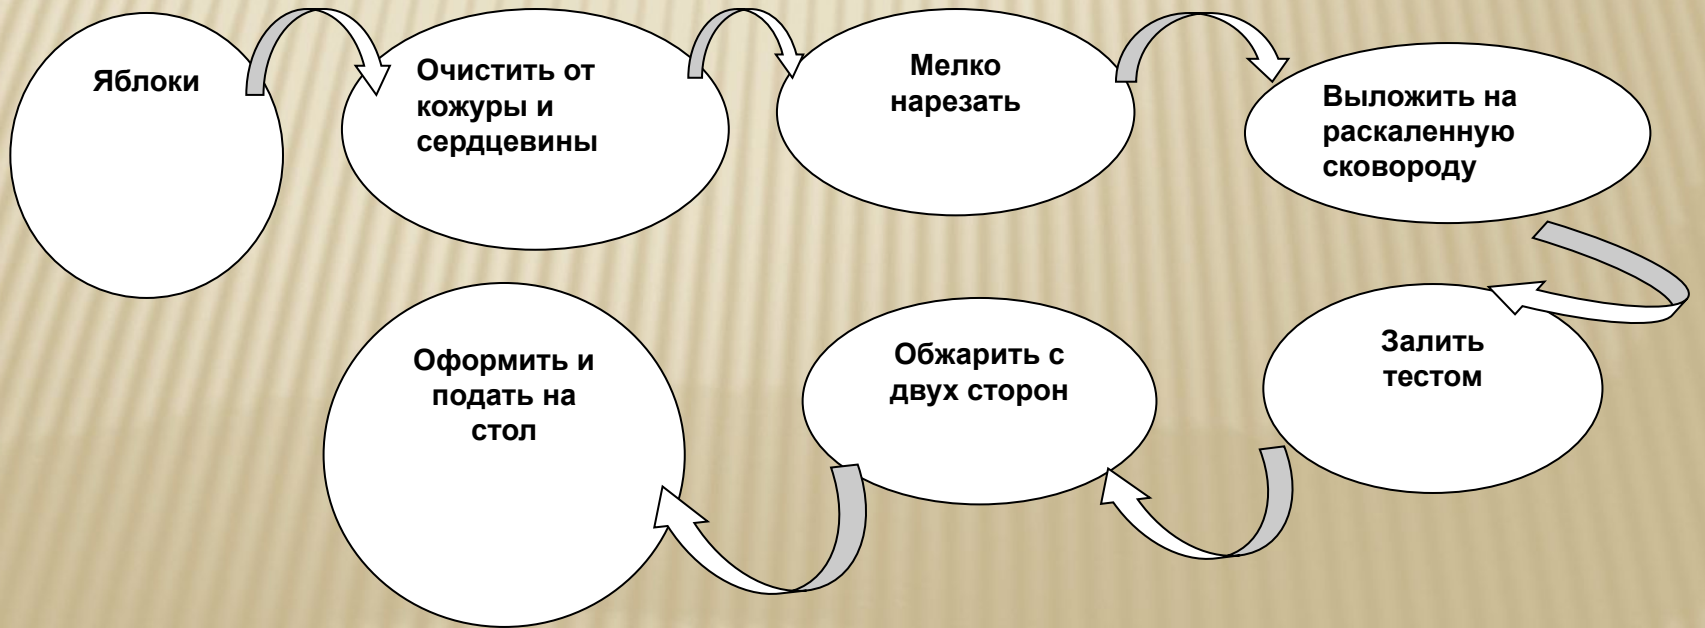 Яблоки
Очистить от
кожуры и
сердцевины
Мелко
нарезать
Выложить на
раскаленную
сковороду
Залить
тестом
Обжарить с
двух сторон
Оформить и
подать на
стол